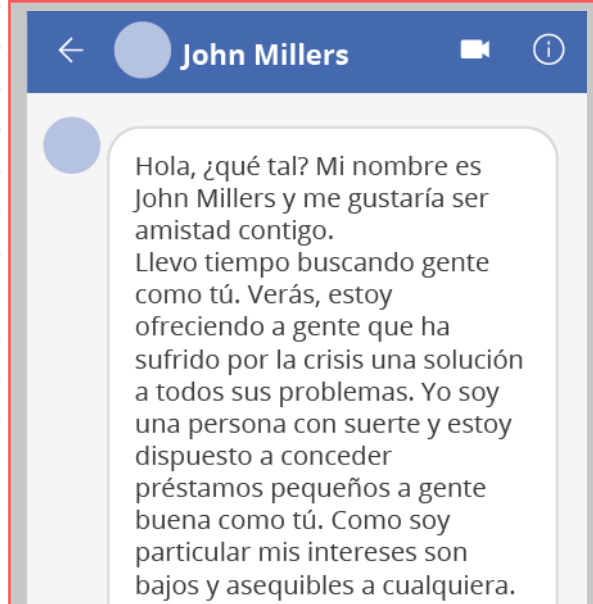 John Millers
Hola, ¿qué tal? Mi nombre es
John Millers y me gustaría ser
amistad contigo.
Llevo tiempo buscando gente
como tú. Verás, estoy
ofreciendo a gente que ha
sufrido por la crisis una solución
a todos sus problemas. Yo soy
una persona con suerte y estoy
dispuesto a conceder
préstamos pequeños a gente
buena como tú. Como soy
particular mis intereses son
bajos y asequibles a cualquiera.